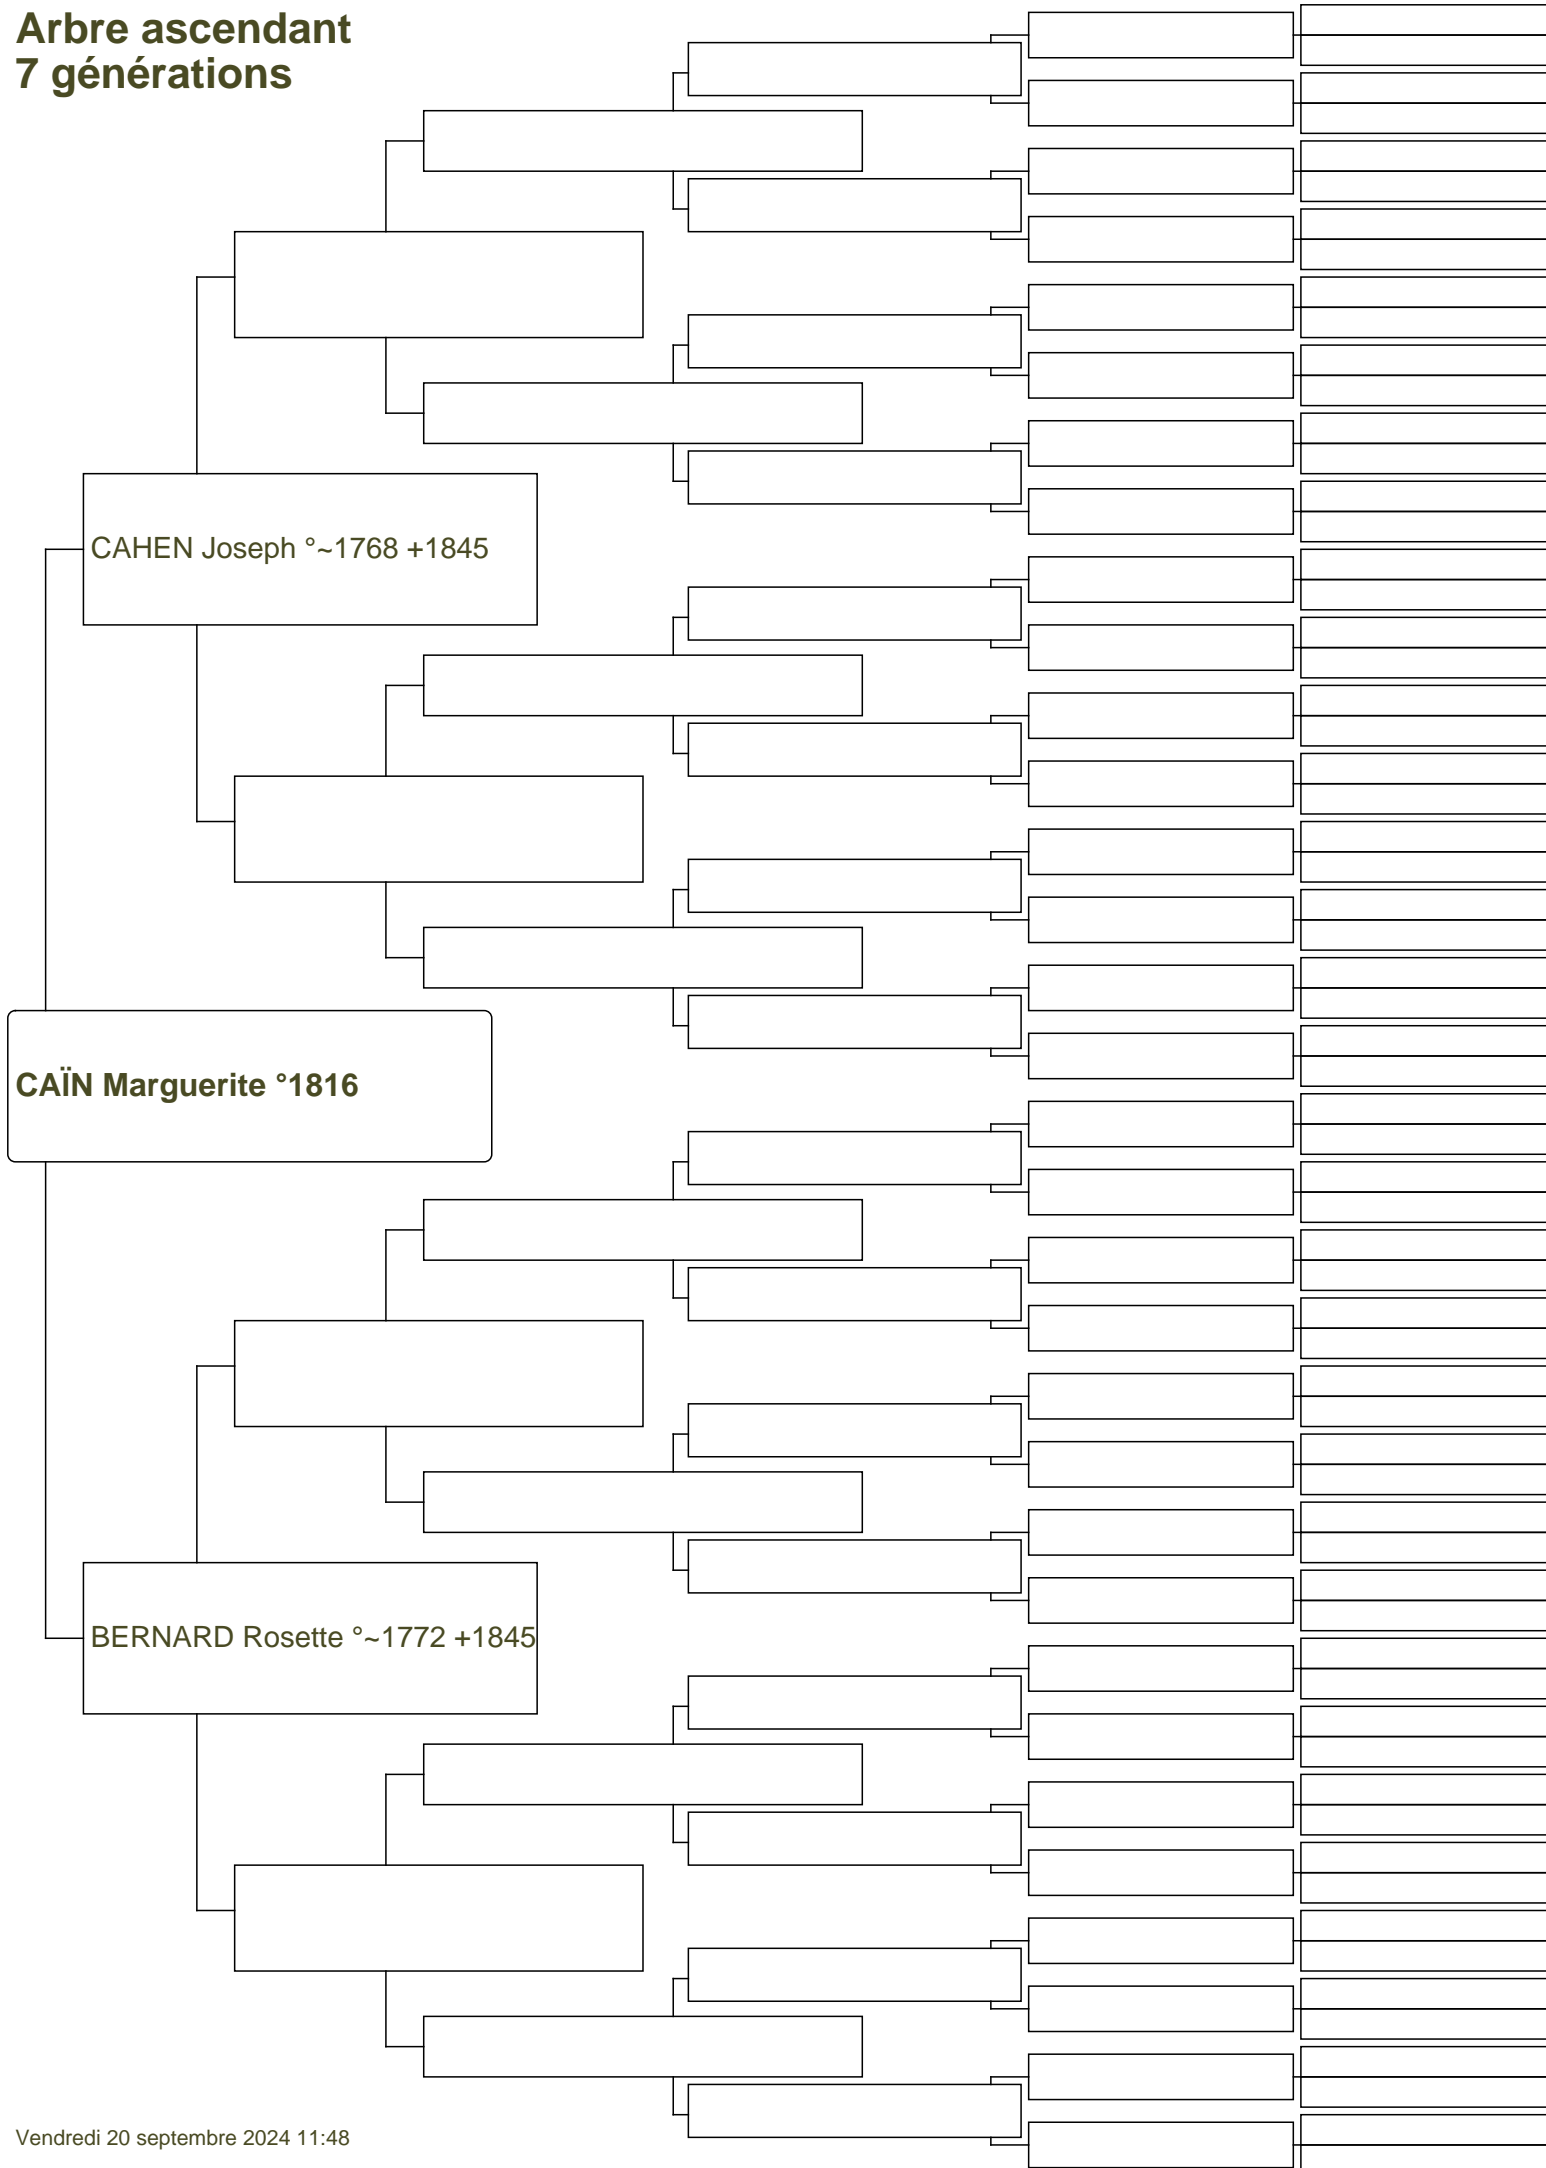 Arbre ascendant
7 générations
CAHEN Joseph °~1768 +1845
CAÏN Marguerite °1816
BERNARD Rosette °~1772 +1845
Vendredi 20 septembre 2024 11:48